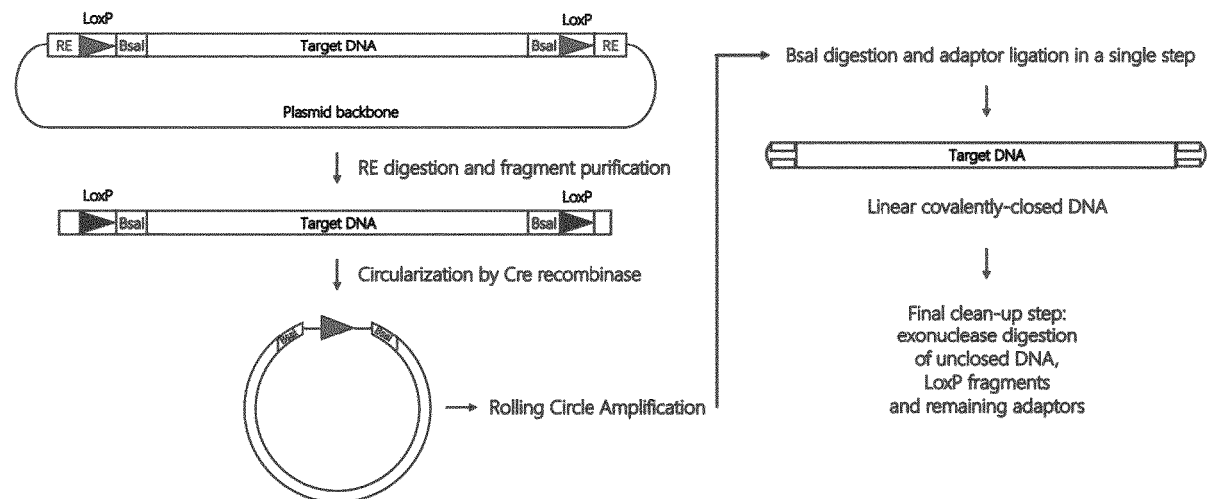 LoxP LoxP
RE BsaI Target DNA BsaI RE
Plasmid backbone
RE digestion and fragment purification
LoxP LoxP
BsaI Target DNA BsaI
Circularization by Cre recombinase
BsaI BsaI
Rolling Circle Amplification
BsaI digestion and adaptor ligation in a single step
Target DNA
Linear covalently-closed DNA
Final clean-up step:
exonuclease digestion
of unclosed DNA,
LoxP fragments
and remaining adaptors